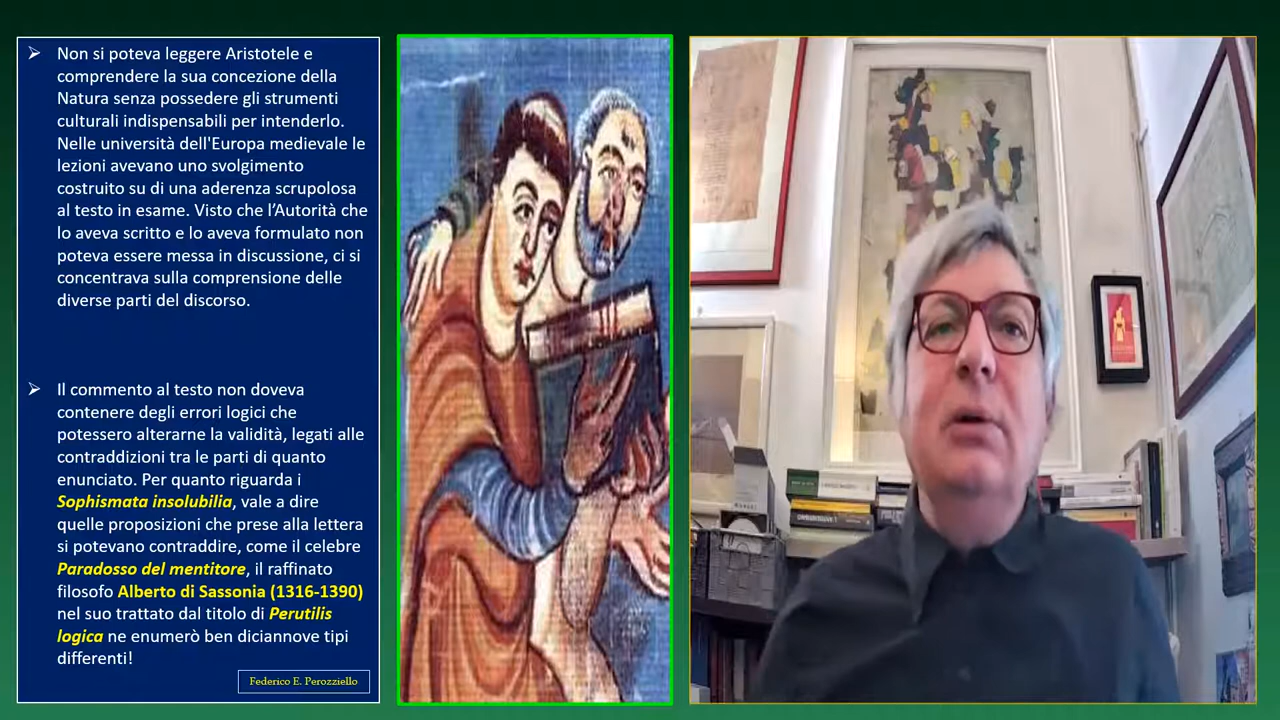 Non si poteva leggere Aristotele e
comprendere la sua concezione della
Natura senza possedere gli strumenti
culturali indispensabili per intenderlo.
Nelle università dell'Europa medievale le
lezioni avevano uno svolgimento
costruito su di una aderenza scrupolosa
al testo in esame. Visto che l’Autorità che
lo aveva scritto e lo aveva formulato non
poteva essere messa in discussione, ci si
concentrava sulla comprensione delle
diverse parti del discorso.
Il commento al testo non doveva
contenere degli errori logici che
potessero alterarne la validità, legati alle
contraddizioni tra le parti di quanto
enunciato. Per quanto riguarda i
Sophismata insolubilia, vale a dire
quelle proposizioni che prese alla lettera
si potevano contraddire, come il celebre
Paradosso del mentitore, il raffinato
filosofo Alberto di Sassonia (1316-1390)
nel suo trattato dal titolo di Perutilis
logica ne enumerò ben diciannove tipi
differenti!
Federico E. Perozziello